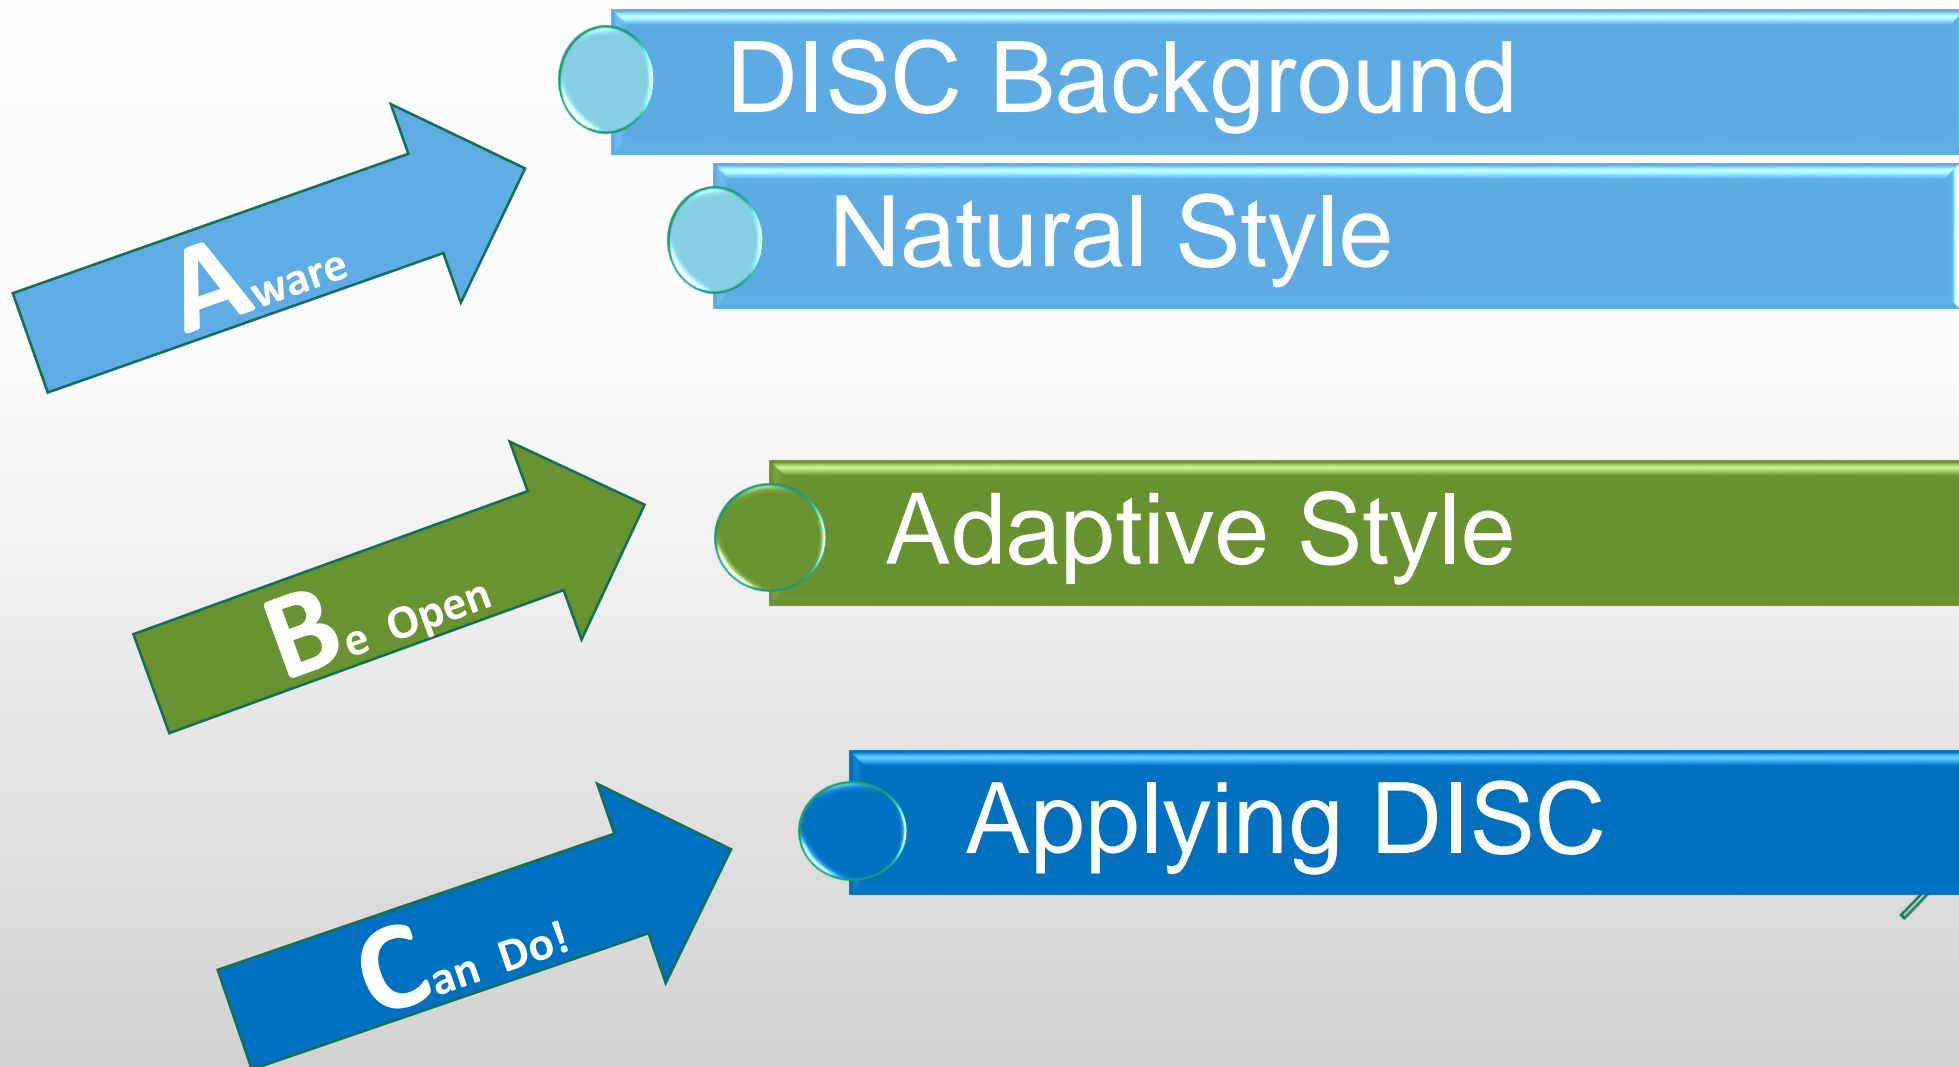 DISC Background
Aware
Natural Style
Be Open
Adaptive Style
Can Do!
Applying DISC